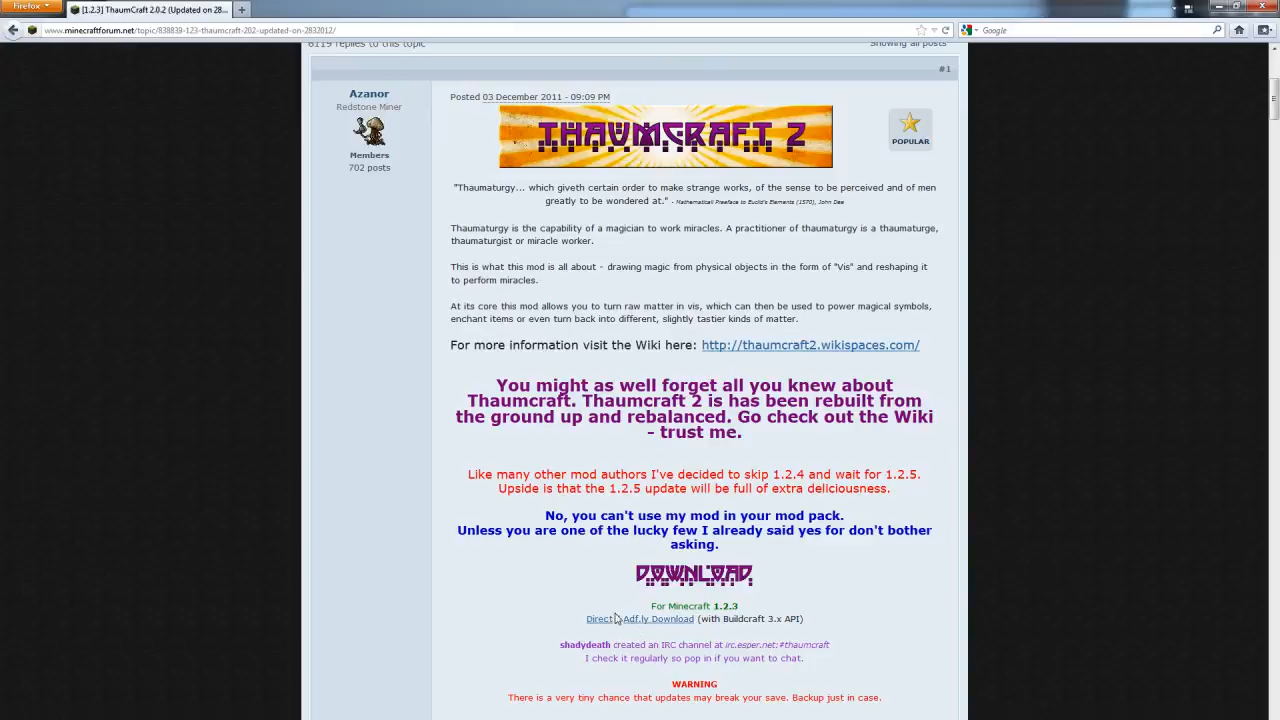 Firefox
[1.2.3] ThaumCraft 2.0.2 (Updated on 28...
www.minecraftforum.net/topic/838839-123-thaumcraft-202-updated-on-2832012/
Google
6119 replies to this topic
Showing all posts
#1
Azanor
Redstone Miner
Members
702 posts
Posted 03 December 2011 - 09:09 PM
THAUMCRAFT 2
POPULAR
"Thaumaturgy... which giveth certain order to make strange works, of the sense to be perceived and of men
greatly to be wondered at." - Mathematicall Praeface to Euclid's Elements (1570), John Dee
Thaumaturgy is the capability of a magician to work miracles. A practitioner of thaumaturgy is a thaumaturge,
thaumaturgist or miracle worker.
This is what this mod is all about - drawing magic from physical objects in the form of "Vis" and reshaping it
to perform miracles.
At its core this mod allows you to turn raw matter in vis, which can then be used to power magical symbols,
enchant items or even turn back into different, slightly tastier kinds of matter.
For more information visit the Wiki here: http://thaumcraft2.wikispaces.com/
You might as well forget all you knew about
Thaumcraft. Thaumcraft 2 is has been rebuilt from
the ground up and rebalanced. Go check out the Wiki
- trust me.
Like many other mod authors I've decided to skip 1.2.4 and wait for 1.2.5.
Upside is that the 1.2.5 update will be full of extra deliciousness.
No, you can't use my mod in your mod pack.
Unless you are one of the lucky few I already said yes for don't bother
asking.
DOWNLOAD
For Minecraft 1.2.3
Direct Adf.ly Download (with Buildcraft 3.x API)
shadydeath created an IRC channel at irc.esper.net:#thaumcraft
I check it regularly so pop in if you want to chat.
WARNING
There is a very tiny chance that updates may break your save. Backup just in case.